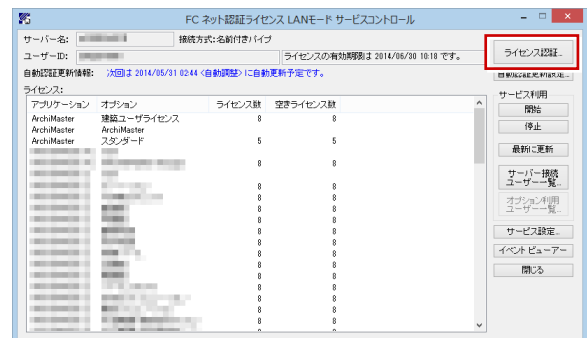 FC ネット認証ライセンス LANモード サービスコントロール
サーバー名:
接続方式:名前付きパイプ
ユーザーID:
ライセンスの有効期限は 2014/06/30 10:18 です。
ライセンス認証...
自動認証更新情報: 次回は 2014/05/31 02:44 <自動調整> に自動更新予定です。
自動認証更新設定...
ライセンス:
アプリケーション オプション ライセンス数 空きライセンス数
ArchiMaster 建築ユーザライセンス 8 8
ArchiMaster ArchiMaster
ArchiMaster スタンダード 5 5
8 8
8 8
8 8
8 8
8 8
8 8
8 8
8 8
8 8
8 8
8 8
8 8
8 8
サービス利用
開始
停止
最新に更新
サーバー接続
ユーザー一覧...
オプション利用
ユーザー一覧...
サービス設定...
イベント ビューアー
閉じる